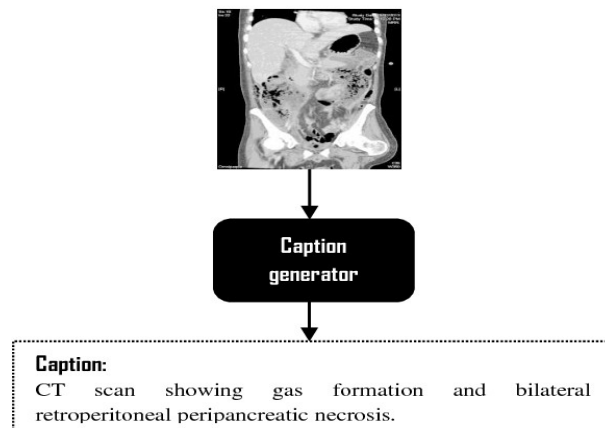 [R]
[L]
Caption
generator
Caption:
CT scan showing gas formation and bilateral
retroperitoneal peripancreatic necrosis.